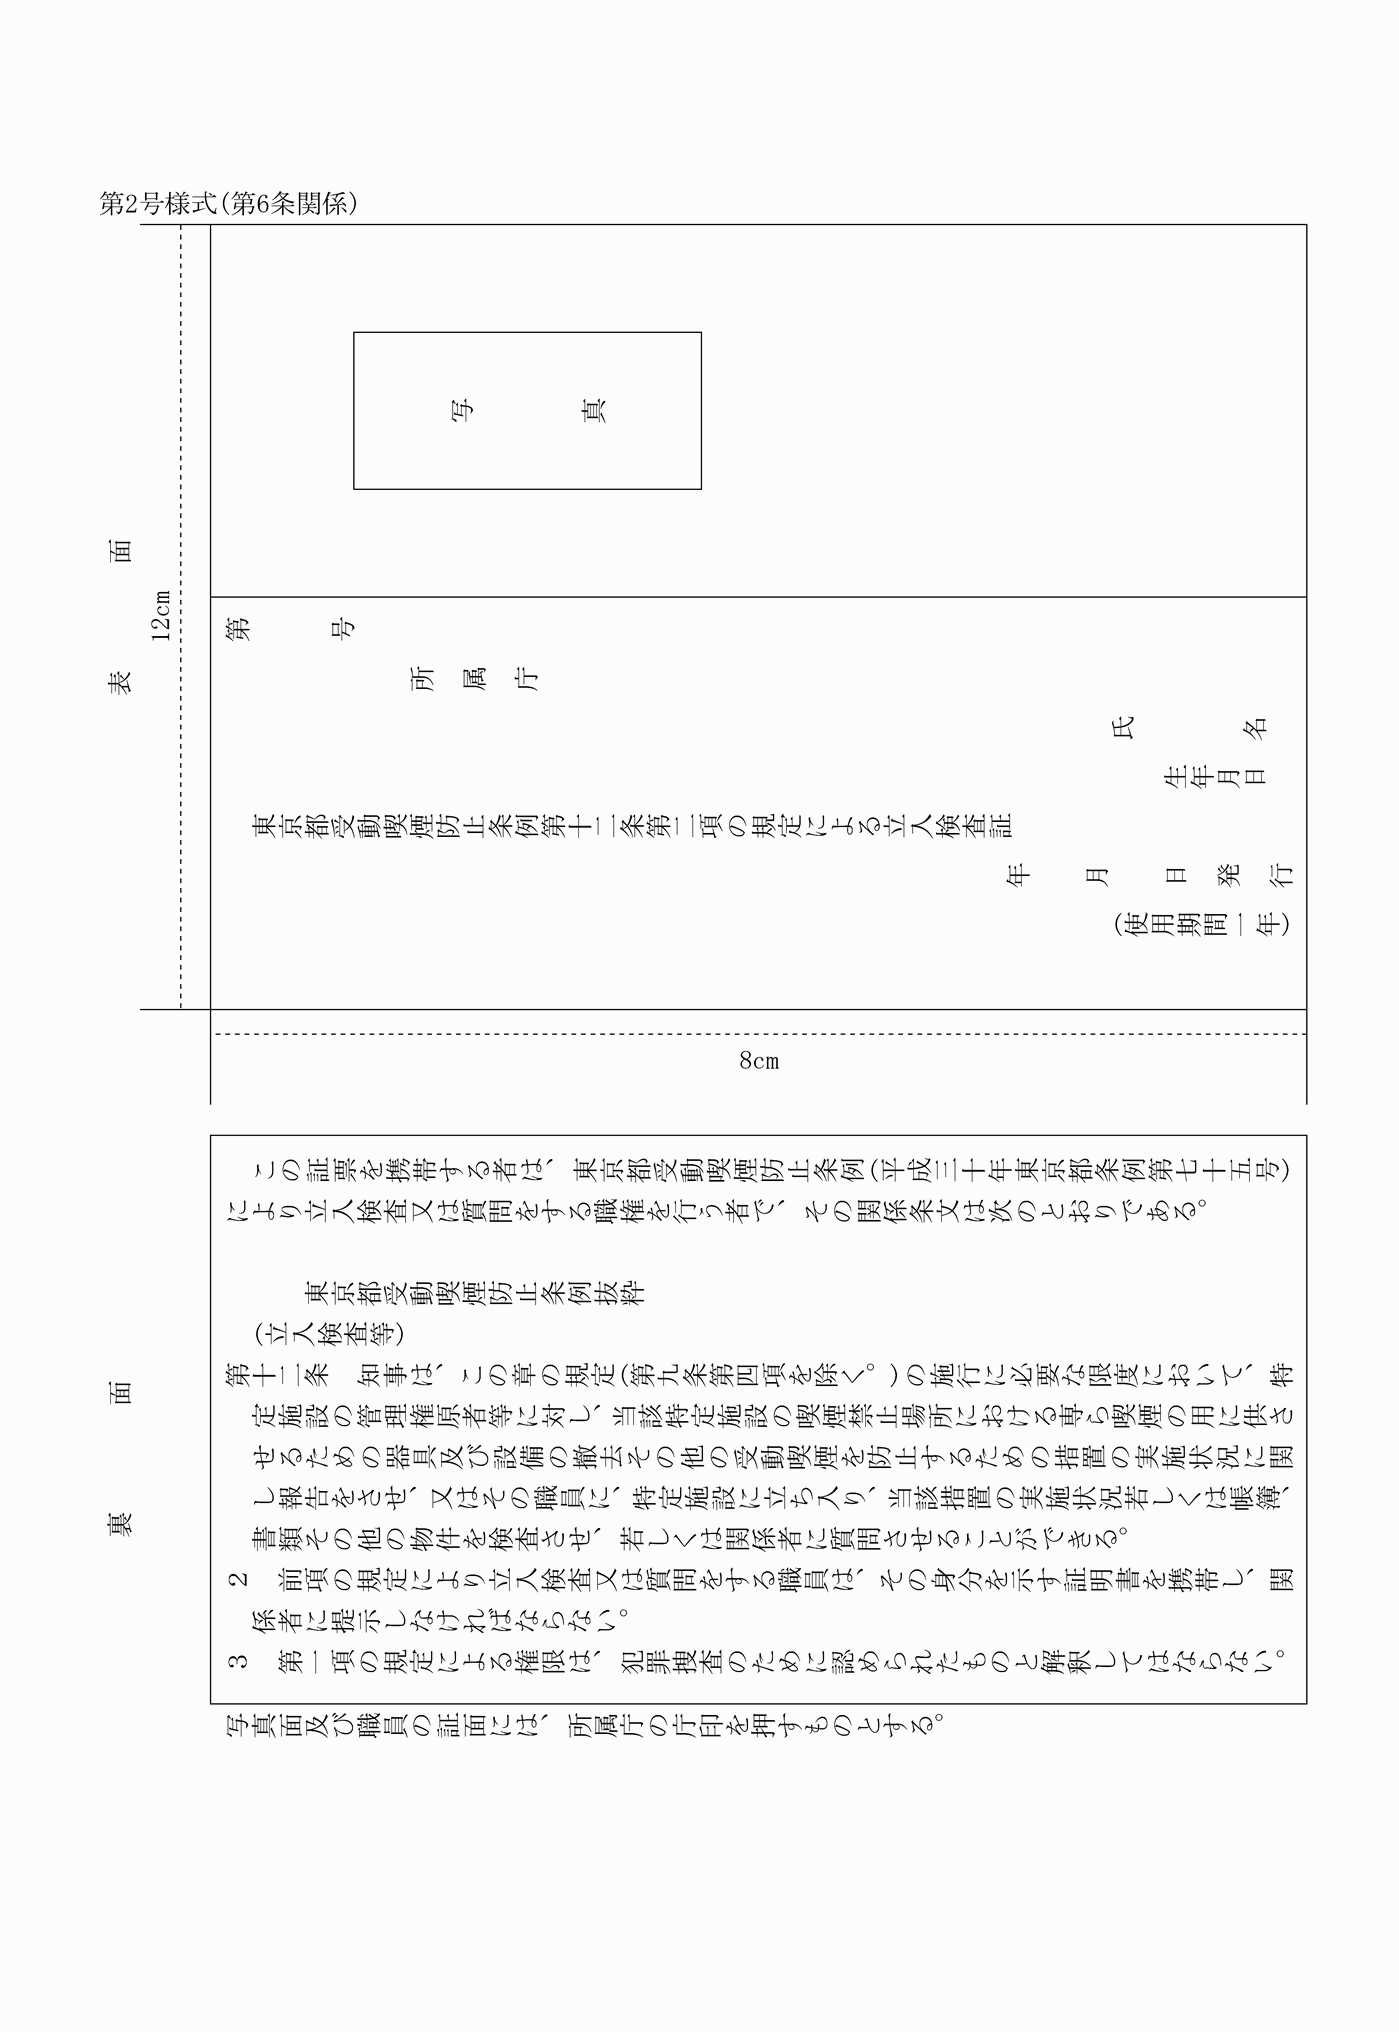 第2号様式(第6条関係)
表　面
12cm
写　真
第　号
所属庁
氏　名
生年月日
東京都受動喫煙防止条例第十二条第二項の規定による立入検査証
年　月　日発行
(使用期間一年)
8cm
裏　面
この証票を携帯する者は、東京都受動喫煙防止条例(平成三十年東京都条例第七十五号)
により立入検査又は質問をする職権を行う者で、その関係条文は次のとおりである。
東京都受動喫煙防止条例抜粋
(立入検査等)
第十二条　知事は、この章の規定(第九条第四項を除く。)の施行に必要な限度において、特
定施設の管理権原者等に対し、当該特定施設の喫煙禁止場所における専ら喫煙の用に供さ
せるための器具及び設備の撤去その他の受動喫煙を防止するための措置の実施状況に関
し報告をさせ、又はその職員に、特定施設に立ち入り、当該措置の実施状況若しくは帳簿、
書類その他の物件を検査させ、若しくは関係者に質問させることができる。
2　前項の規定により立入検査又は質問をする職員は、その身分を示す証明書を携帯し、関
係者に提示しなければならない。
3　第一項の規定による権限は、犯罪捜査のために認められたものと解釈してはならない。
写真面及び職員の証面には、所属庁の庁印を押すものとする。